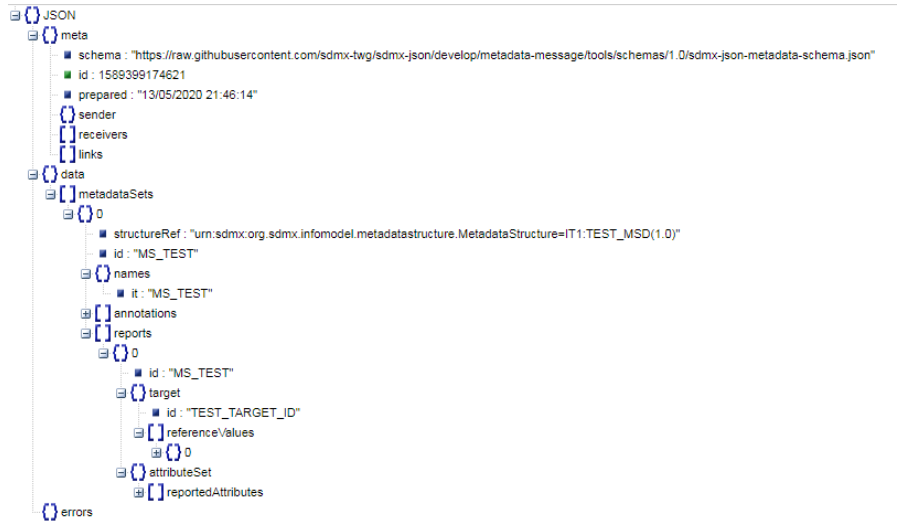 JSON
meta
schema : "https://raw.githubusercontent.com/sdmx-twg/sdmx-json/develop/metadata-message/tools/schemas/1.0/sdmx-json-metadata-schema.json"
id : 1589399174621
prepared : "13/05/2020 21:46:14"
sender
receivers
links
data
metadataSets
0
structureRef : "urn:sdmx:org.sdmx.infomodel.metadatastructure.MetadataStructure=IT1:TEST_MSD(1.0)"
id : "MS_TEST"
names
it : "MS_TEST"
annotations
reports
0
id : "MS_TEST"
target
id : "TEST_TARGET_ID"
referenceValues
0
attributeSet
reportedAttributes
errors